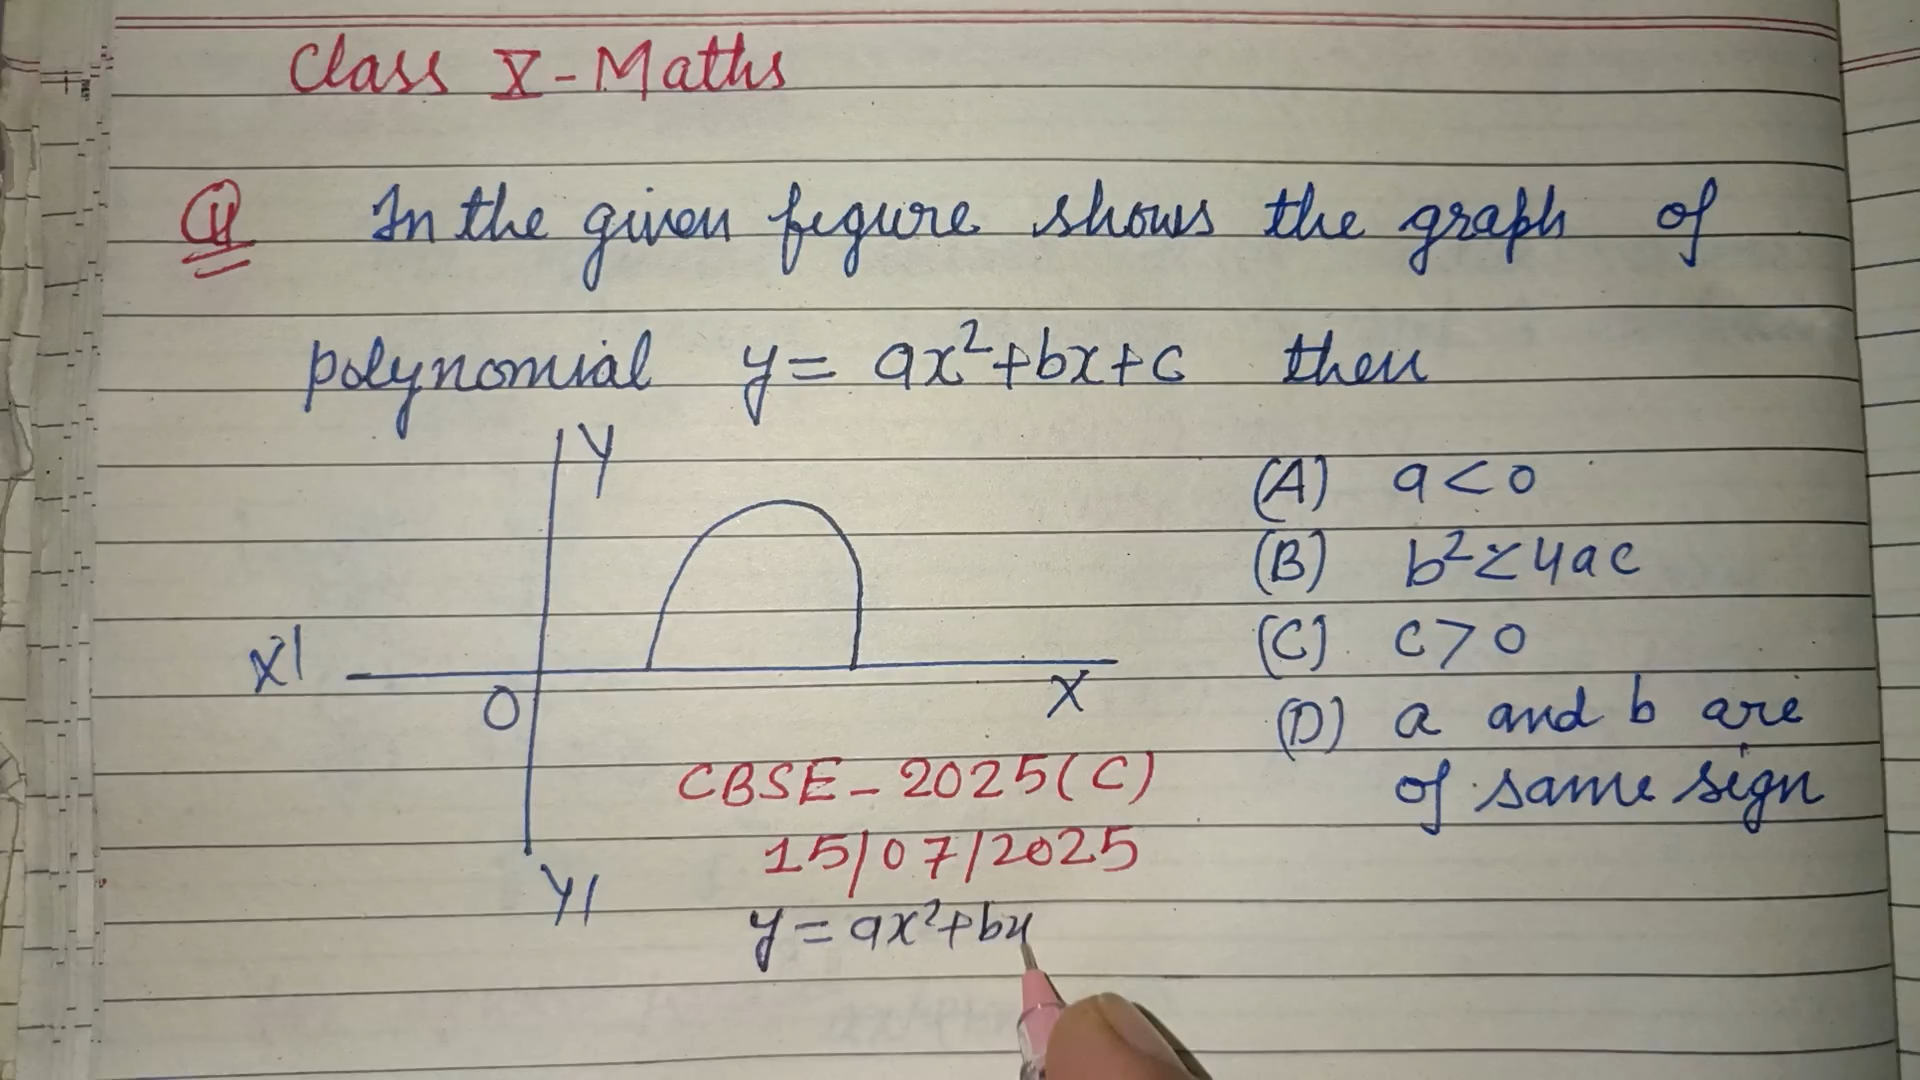 Class X - Maths
Q In the given figure shows the graph of
polynomial y = ax²+bx+c then
Y
X'
O
X
Y'
(A) a < 0
(B) b² < 4ac
(C) c > 0
(D) a and b are
of same sign
CBSE - 2025(C)
15/07/2025
y = ax²+bx